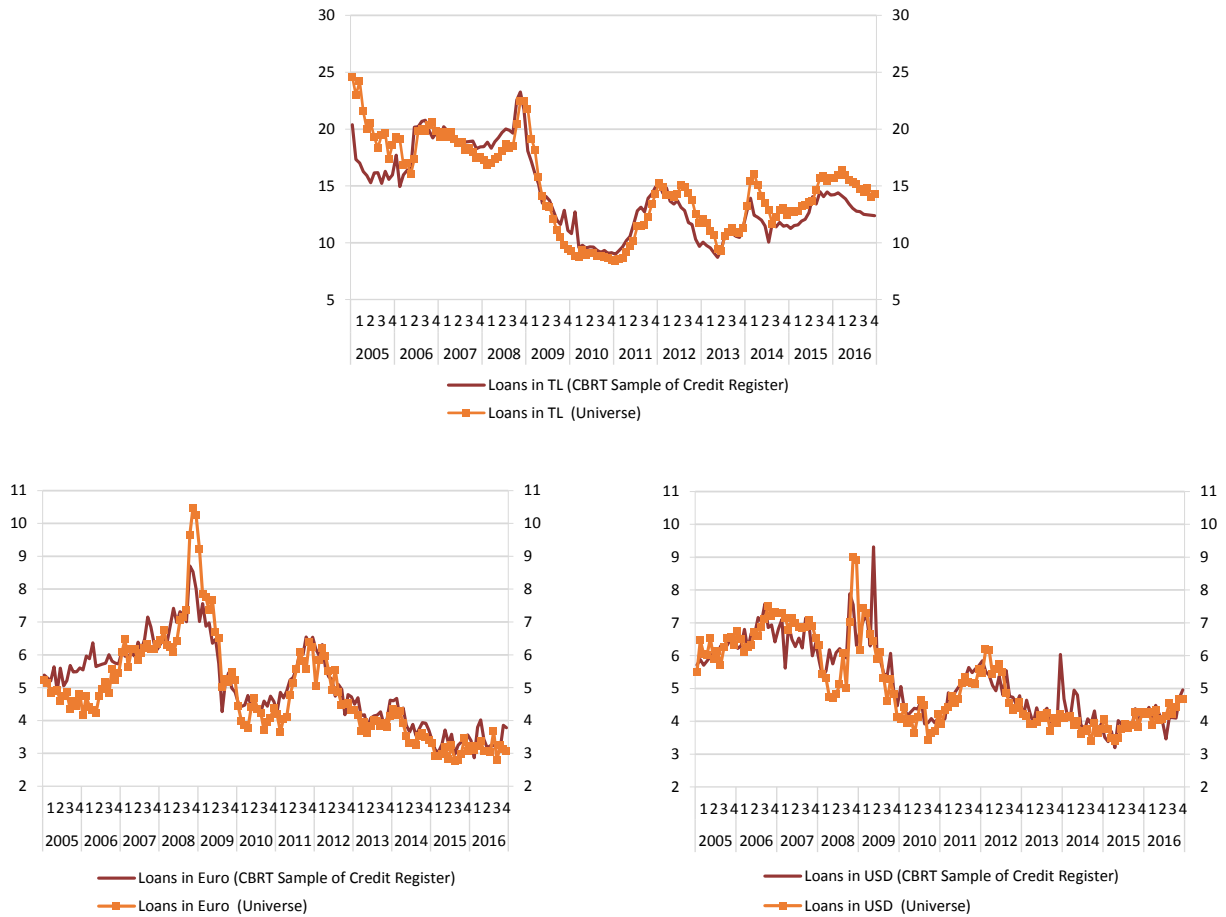 30 30
25 25
20 20
15 15
10 10
5 5
1 2 3 4 1 2 3 4 1 2 3 4 1 2 3 4 1 2 3 4 1 2 3 4 1 2 3 4 1 2 3 4 1 2 3 4 1 2 3 4 1 2 3 4 1 2 3 4
2005 2006 2007 2008 2009 2010 2011 2012 2013 2014 2015 2016
Loans in TL (CBRT Sample of Credit Register)
Loans in TL (Universe)
11 11
10 10
9 9
8 8
7 7
6 6
5 5
4 4
3 3
2 2
1 2 3 4 1 2 3 4 1 2 3 4 1 2 3 4 1 2 3 4 1 2 3 4 1 2 3 4 1 2 3 4 1 2 3 4 1 2 3 4 1 2 3 4 1 2 3 4
2005 2006 2007 2008 2009 2010 2011 2012 2013 2014 2015 2016
Loans in Euro (CBRT Sample of Credit Register)
Loans in Euro (Universe)
11 11
10 10
9 9
8 8
7 7
6 6
5 5
4 4
3 3
2 2
1 2 3 4 1 2 3 4 1 2 3 4 1 2 3 4 1 2 3 4 1 2 3 4 1 2 3 4 1 2 3 4 1 2 3 4 1 2 3 4 1 2 3 4 1 2 3 4
2005 2006 2007 2008 2009 2010 2011 2012 2013 2014 2015 2016
Loans in USD (CBRT Sample of Credit Register)
Loans in USD (Universe)